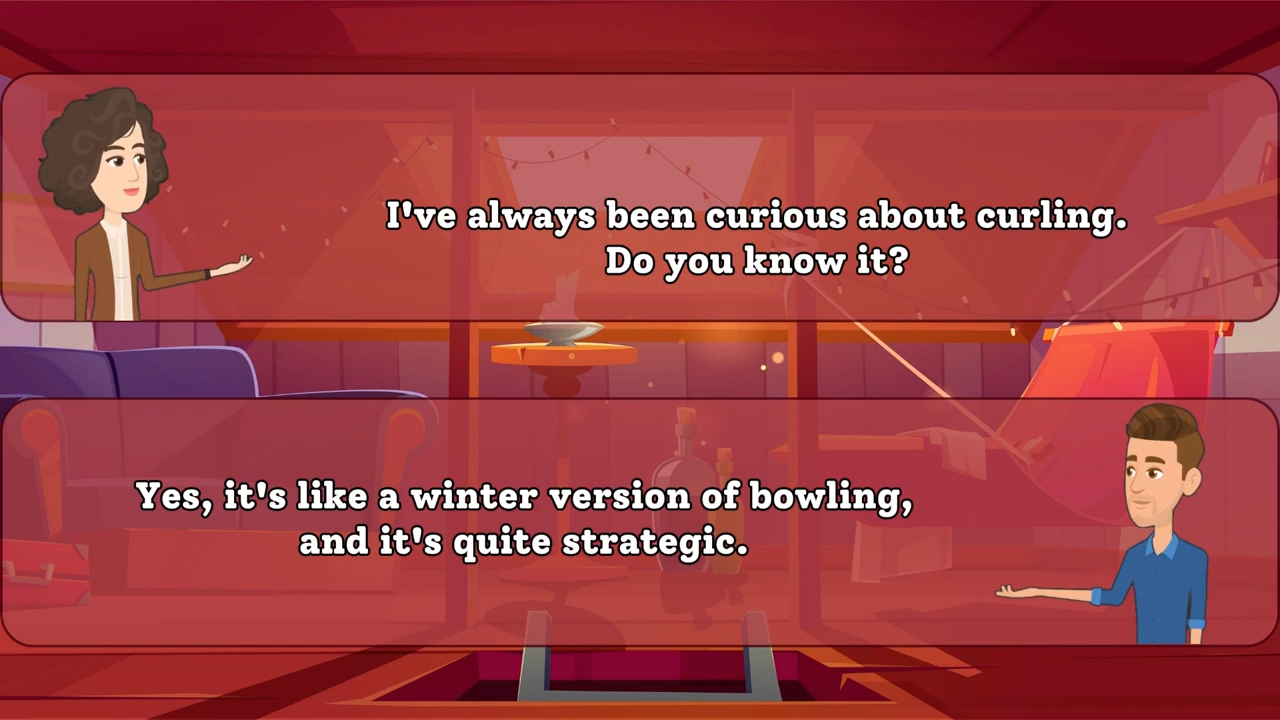 I've always been curious about curling.
Do you know it?
Yes, it's like a winter version of bowling,
and it's quite strategic.